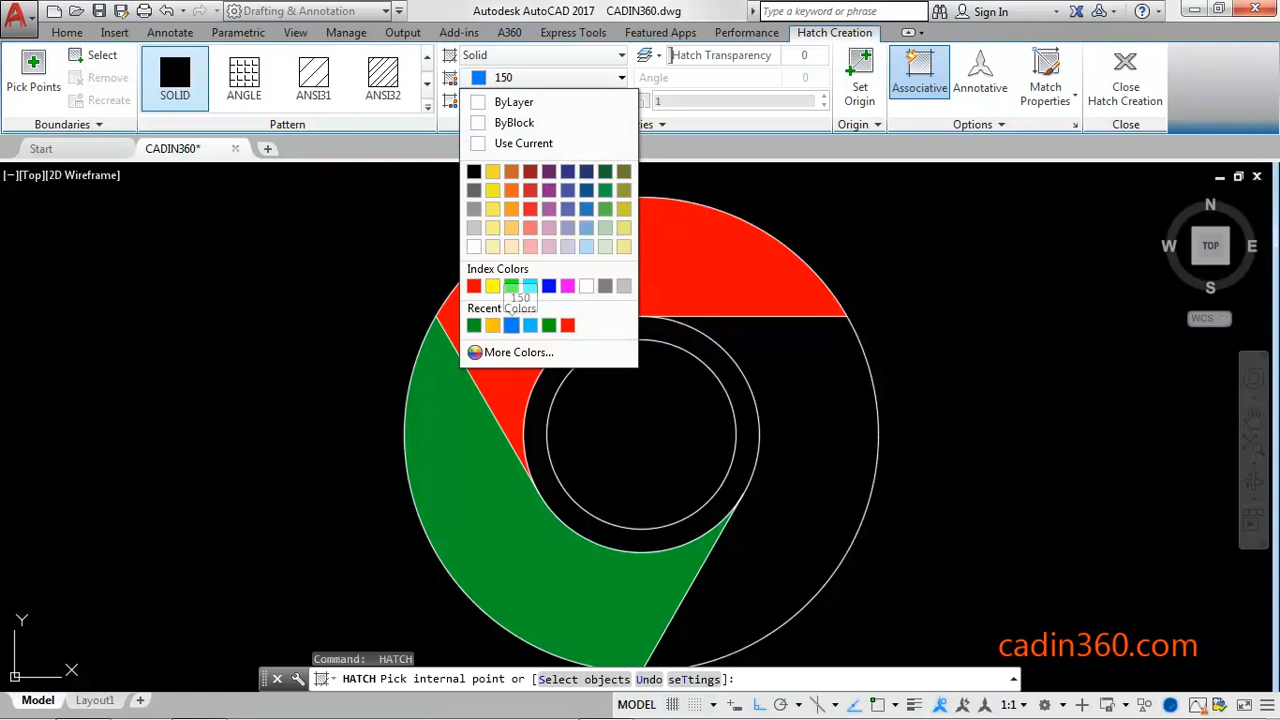 Drafting & Annotation
Autodesk AutoCAD 2017 CADIN360.dwg
Type a keyword or phrase
Sign In
Home Insert Annotate Parametric View Manage Output Add-ins A360 Express Tools Featured Apps Performance Hatch Creation
Pick Points
Select
Remove
Recreate
Boundaries
SOLID
ANGLE
ANSI31
ANSI32
Pattern
Solid
150
Hatch Transparency 0
Angle 0
1
ies
Set
Origin
Origin
Associative
Annotative
Match
Properties
Options
Close
Hatch Creation
Close
Start
CADIN360*
[−][Top][2D Wireframe]
ByLayer
ByBlock
Use Current
Index Colors
150
Recent Colors
More Colors...
N
W
TOP
E
S
WCS
Y
X
cadin360.com
Command: HATCH
HATCH Pick internal point or [Select objects Undo seTtings]:
Model
Layout1
MODEL
1:1